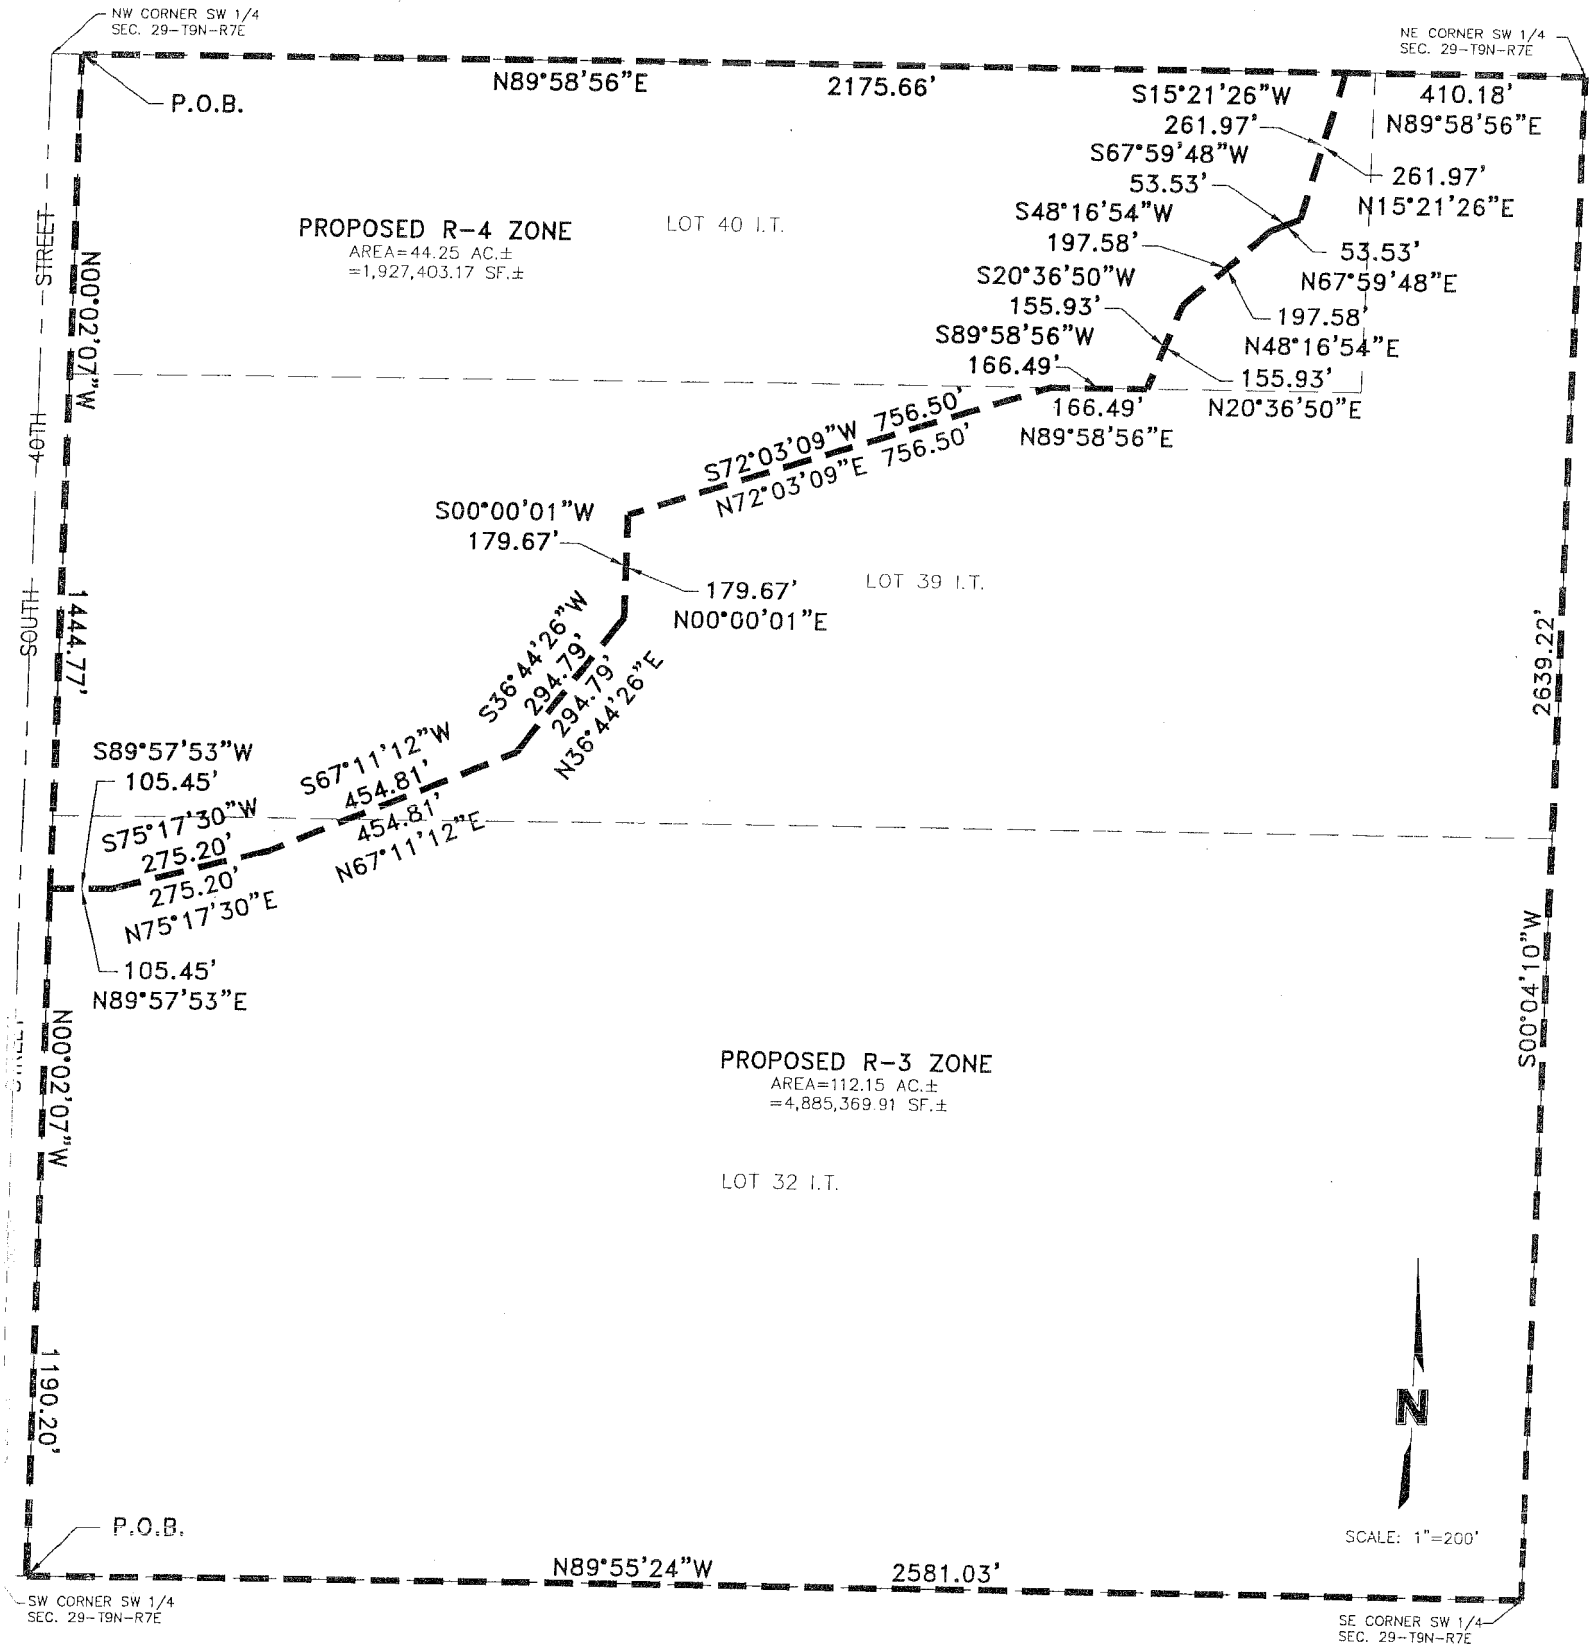 NW CORNER SW 1/4
SEC. 29-T9N-R7E
NE CORNER SW 1/4
SEC. 29-T9N-R7E
P.O.B.
N89°58'56"E 2175.66'
410.18'
N89°58'56"E
S15°21'26"W
261.97'
261.97'
N15°21'26"E
S67°59'48"W
53.53'
53.53'
N67°59'48"E
S48°16'54"W
197.58'
197.58'
N48°16'54"E
S20°36'50"W
155.93'
155.93'
N20°36'50"E
S89°58'56"W
166.49'
166.49'
N89°58'56"E
PROPOSED R-4 ZONE
AREA=44.25 AC.±
=1,927,403.17 SF.±
LOT 40 I.T.
SOUTH 40TH STREET
N00°02'07"W 1444.77'
S72°03'09"W 756.50'
N72°03'09"E 756.50'
S00°00'01"W
179.67'
179.67'
N00°00'01"E
LOT 39 I.T.
S36°44'26"W
294.79'
294.79'
N36°44'26"E
S67°11'12"W
454.81'
454.81'
N67°11'12"E
S89°57'53"W
105.45'
S75°17'30"W
275.20'
275.20'
N75°17'30"E
105.45'
N89°57'53"E
2639.22'
S00°04'10"W
N00°02'07"W 1190.20'
PROPOSED R-3 ZONE
AREA=112.15 AC.±
=4,885,369.91 SF.±
LOT 32 I.T.
N
SCALE: 1"=200'
P.O.B.
N89°55'24"W 2581.03'
SW CORNER SW 1/4
SEC. 29-T9N-R7E
SE CORNER SW 1/4
SEC. 29-T9N-R7E